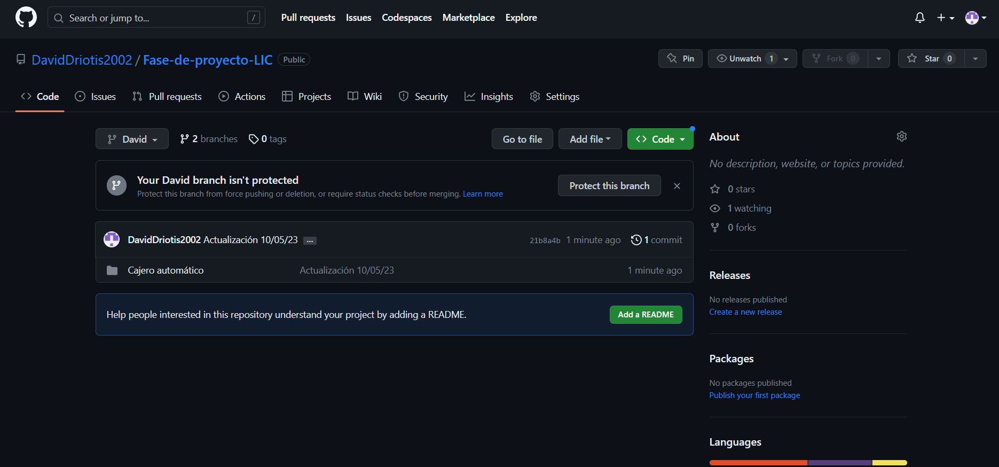 Search or jump to... / Pull requests Issues Codespaces Marketplace Explore
DavidDriotis2002 / Fase-de-proyecto-LIC Public Pin Unwatch 1 Fork 0 Star 0
Code Issues Pull requests Actions Projects Wiki Security Insights Settings
David 2 branches 0 tags Go to file Add file Code
Your David branch isn't protected
Protect this branch from force pushing or deletion, or require status checks before merging. Learn more
Protect this branch
DavidDriotis2002 Actualización 10/05/23 ... 21b8a4b 1 minute ago 1 commit
Cajero automático Actualización 10/05/23 1 minute ago
Help people interested in this repository understand your project by adding a README. Add a README
About
No description, website, or topics provided.
0 stars
1 watching
0 forks
Releases
No releases published
Create a new release
Packages
No packages published
Publish your first package
Languages